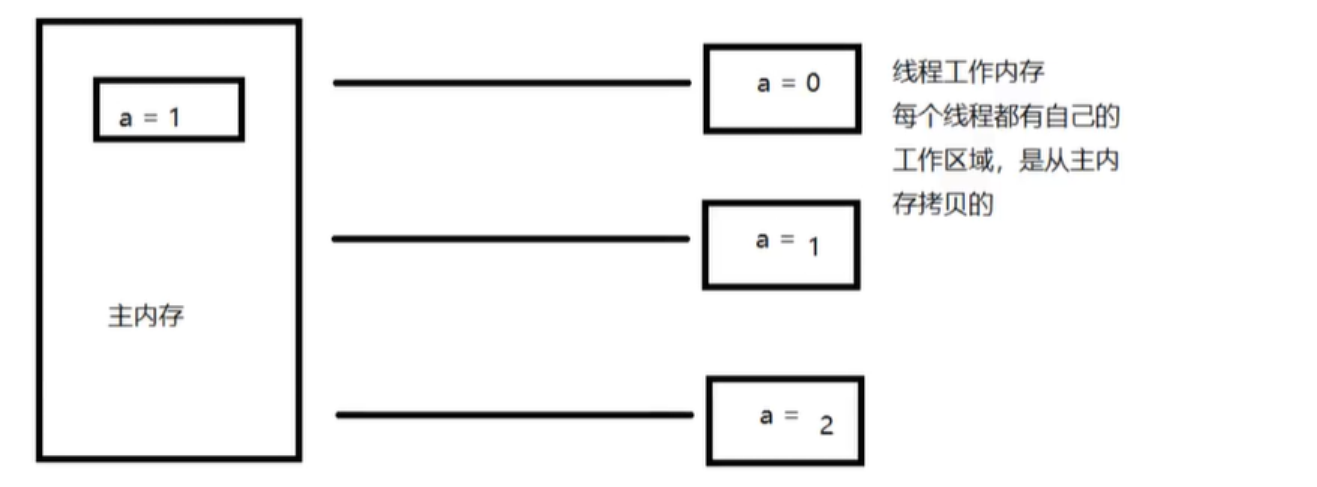 a = 1
主内存
a = 0
线程工作内存
每个线程都有自己的
工作区域，是从主内
存拷贝的
a = 1
a = 2